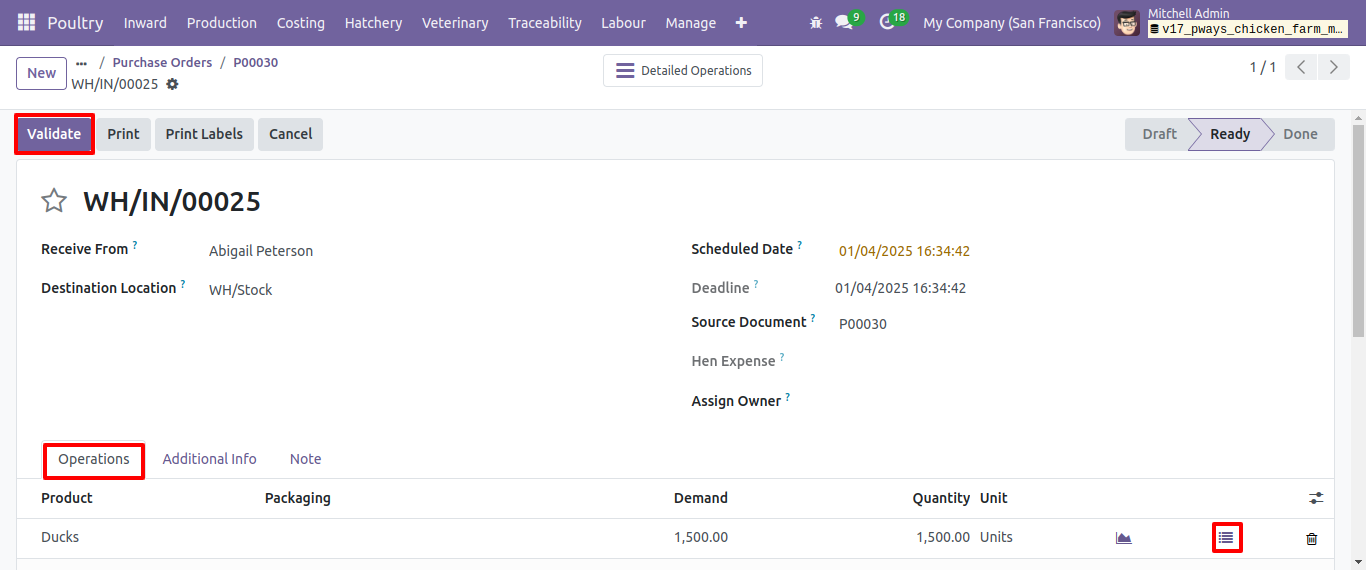 Poultry Inward Production Costing Hatchery Veterinary Traceability Labour Manage 9 18 My Company (San Francisco) Mitchell Admin
v17_pways_chicken_farm_m...
New ... / Purchase Orders / P00030 Detailed Operations 1 / 1
WH/IN/00025
Validate Print Print Labels Cancel Draft Ready Done
WH/IN/00025
Receive From ? Abigail Peterson Scheduled Date ? 01/04/2025 16:34:42
Destination Location ? WH/Stock Deadline ? 01/04/2025 16:34:42
Source Document ? P00030
Hen Expense ?
Assign Owner ?
Operations Additional Info Note
Product Packaging Demand Quantity Unit
Ducks 1,500.00 1,500.00 Units